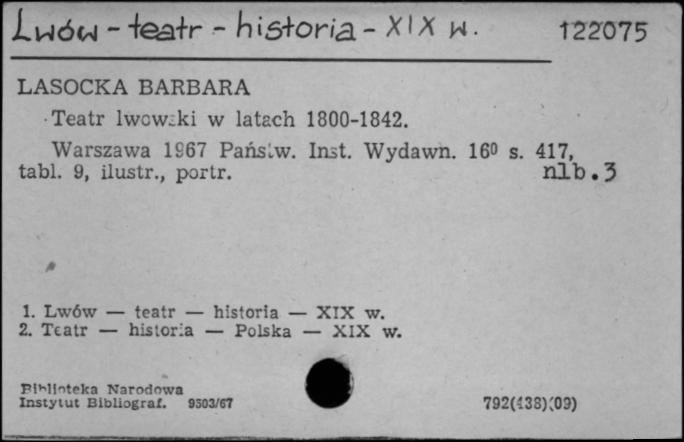 Lwów - teatr - historia - XIX w. 122075
LASOCKA BARBARA
Teatr lwowski w latach 1800-1842.
Warszawa 1967 Państw. Inst. Wydawn. 16⁰ s. 417,
tabl. 9, ilustr., portr. nlb.3
1. Lwów — teatr — historia — XIX w.
2. Teatr — historia — Polska — XIX w.
Biblioteka Narodowa
Instytut Bibliograf. 9503/67 792(438)(09)